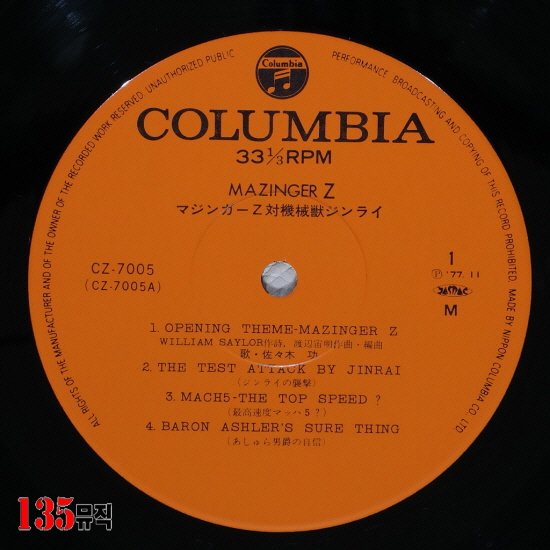 Columbia
ALL RIGHTS OF THE MANUFACTURER AND OF THE OWNER OF THE RECORDED WORK RESERVED. UNAUTHORIZED PUBLIC
PERFORMANCE, BROADCASTING AND COPYING OF THIS RECORD PROHIBITED. MADE BY NIPPON COLUMBIA CO., LTD.
COLUMBIA
33⅓RPM
MAZINGER Z
マジンガーZ対機械獣ジンライ
CZ-7005
(CZ-7005A)
1
Ⓟ '77. 11
JASRAC
M
1. OPENING THEME-MAZINGER Z
WILLIAM SAYLOR作詩, 渡辺宙明作曲・編曲
歌・佐々木 功
2. THE TEST ATTACK BY JINRAI
(ジンライの襲撃)
3. MACH5-THE TOP SPEED ?
(最高速度マッハ5?)
4. BARON ASHLER'S SURE THING
(あしゅら男爵の自信)
135뮤직